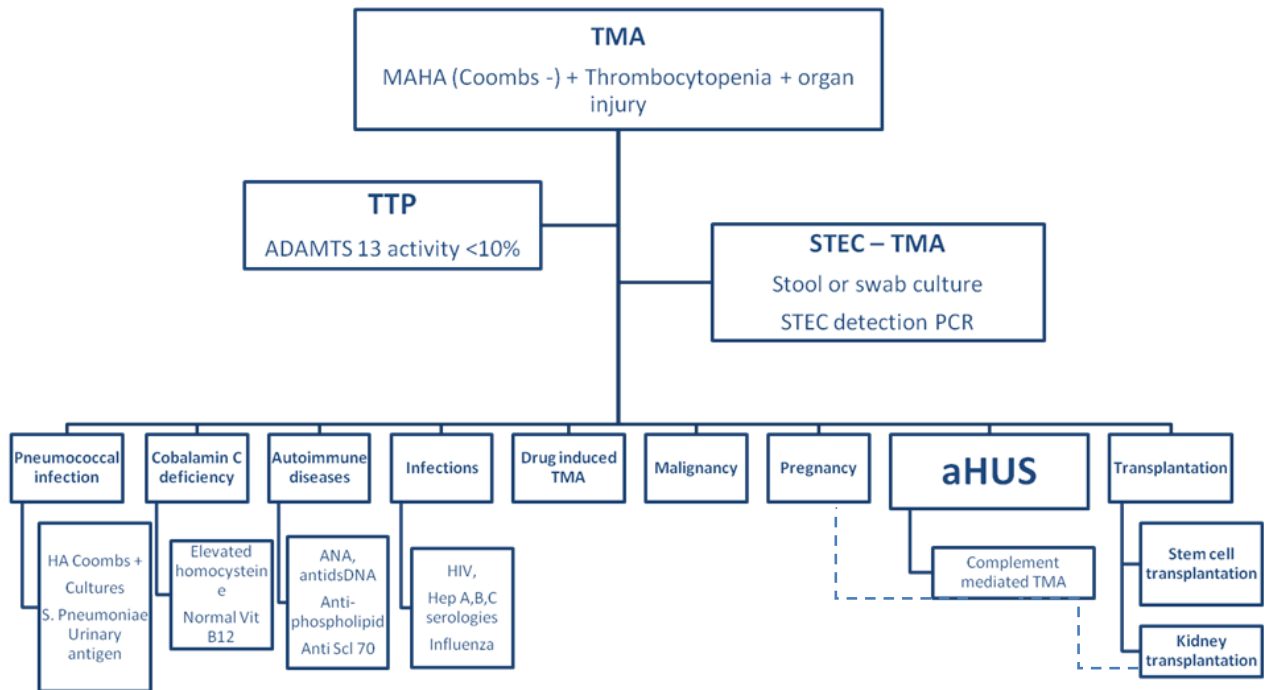 TMA
MAHA (Coombs -) + Thrombocytopenia + organ
injury
TTP
ADAMTS 13 activity <10%
STEC – TMA
Stool or swab culture
STEC detection PCR
Pneumococcal
infection
Cobalamin C
deficiency
Autoimmune
diseases
Infections
Drug induced
TMA
Malignancy
Pregnancy
aHUS
Transplantation
HA Coombs +
Cultures
S. Pneumoniae
Urinary
antigen
Elevated
homocystein
e
Normal Vit
B12
ANA,
antidsDNA
Anti-
phospholipid
Anti Scl 70
HIV,
Hep A,B,C
serologies
Influenza
Complement
mediated TMA
Stem cell
transplantation
Kidney
transplantation